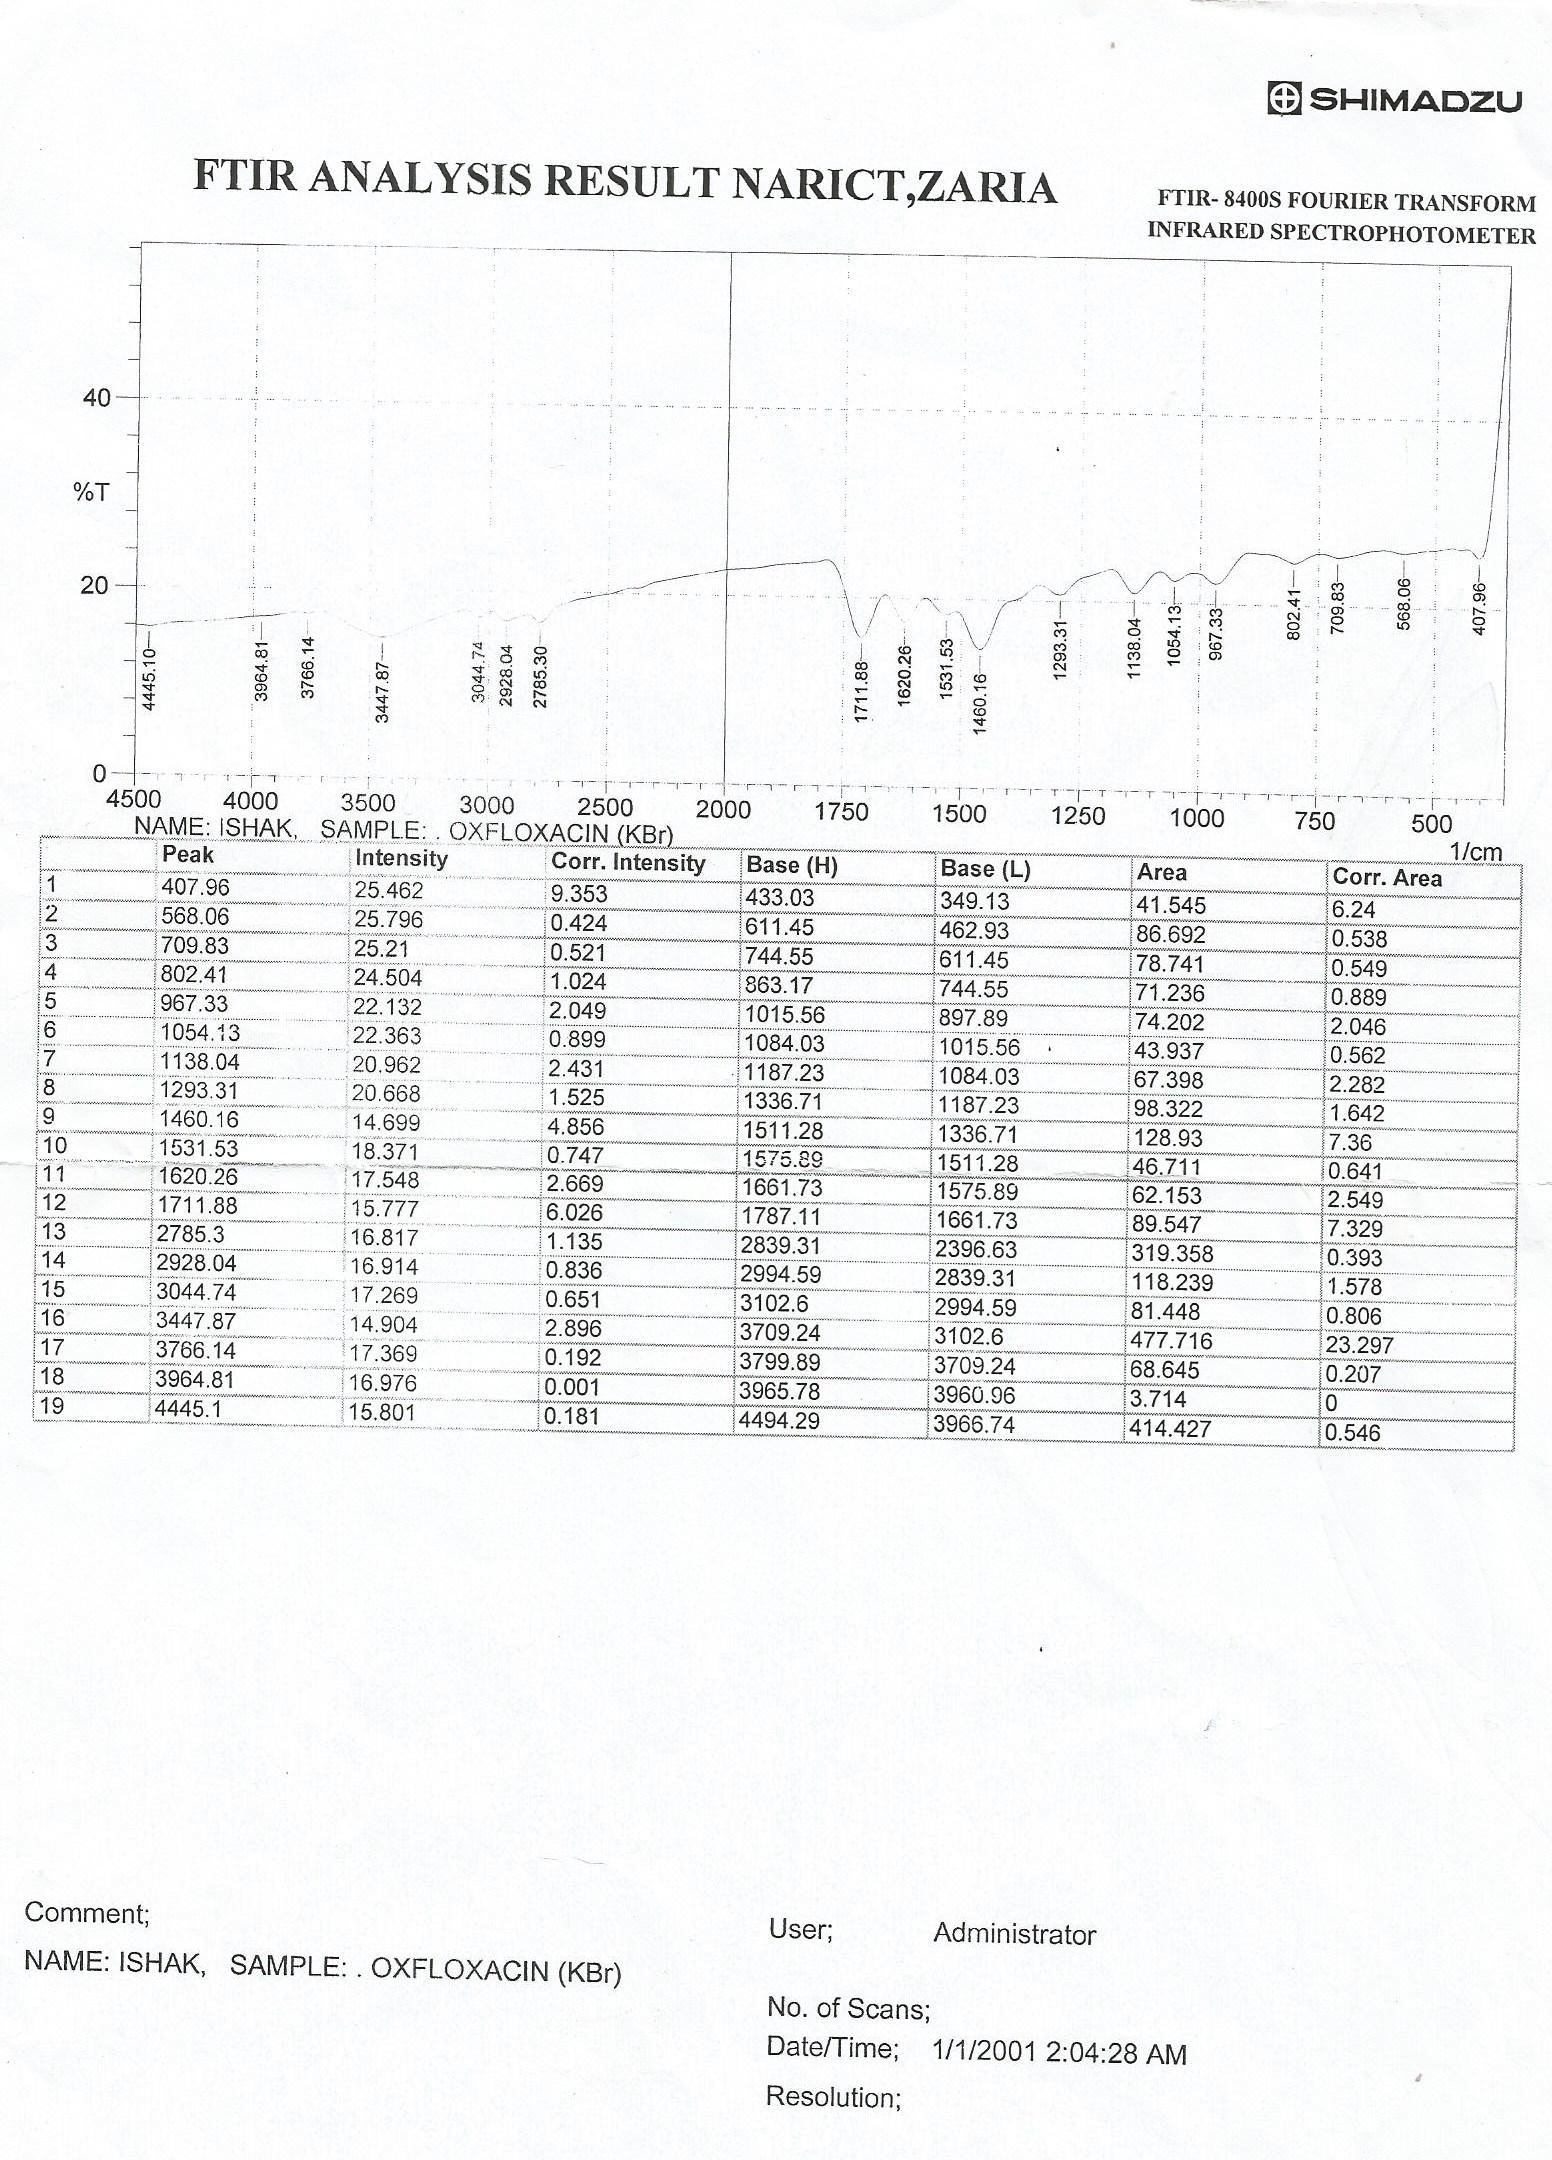 SHIMADZU
FTIR ANALYSIS RESULT NARICT,ZARIA
FTIR- 8400S FOURIER TRANSFORM
INFRARED SPECTROPHOTOMETER
40
%T
20
0
4445.10
3964.81
3766.14
3447.87
3044.74
2928.04
2785.30
1711.88
1620.26
1531.53
1460.16
1293.31
1138.04
1054.13
967.33
802.41
709.83
568.06
407.96
4500 4000 3500 3000 2500 2000 1750 1500 1250 1000 750 500
1/cm
NAME: ISHAK, SAMPLE: . OXFLOXACIN (KBr)
Peak Intensity Corr. Intensity Base (H) Base (L) Area Corr. Area
1 407.96 25.462 9.353 433.03 349.13 41.545 6.24
2 568.06 25.796 0.424 611.45 462.93 86.692 0.538
3 709.83 25.21 0.521 744.55 611.45 78.741 0.549
4 802.41 24.504 1.024 863.17 744.55 71.236 0.889
5 967.33 22.132 2.049 1015.56 897.89 74.202 2.046
6 1054.13 22.363 0.899 1084.03 1015.56 43.937 0.562
7 1138.04 20.962 2.431 1187.23 1084.03 67.398 2.282
8 1293.31 20.668 1.525 1336.71 1187.23 98.322 1.642
9 1460.16 14.699 4.856 1511.28 1336.71 128.93 7.36
10 1531.53 18.371 0.747 1575.89 1511.28 46.711 0.641
11 1620.26 17.548 2.669 1661.73 1575.89 62.153 2.549
12 1711.88 15.777 6.026 1787.11 1661.73 89.547 7.329
13 2785.3 16.817 1.135 2839.31 2396.63 319.358 0.393
14 2928.04 16.914 0.836 2994.59 2839.31 118.239 1.578
15 3044.74 17.269 0.651 3102.6 2994.59 81.448 0.806
16 3447.87 14.904 2.896 3709.24 3102.6 477.716 23.297
17 3766.14 17.369 0.192 3799.89 3709.24 68.645 0.207
18 3964.81 16.976 0.001 3965.78 3960.96 3.714 0
19 4445.1 15.801 0.181 4494.29 3966.74 414.427 0.546
Comment;
NAME: ISHAK, SAMPLE: . OXFLOXACIN (KBr)
User; Administrator
No. of Scans;
Date/Time; 1/1/2001 2:04:28 AM
Resolution;